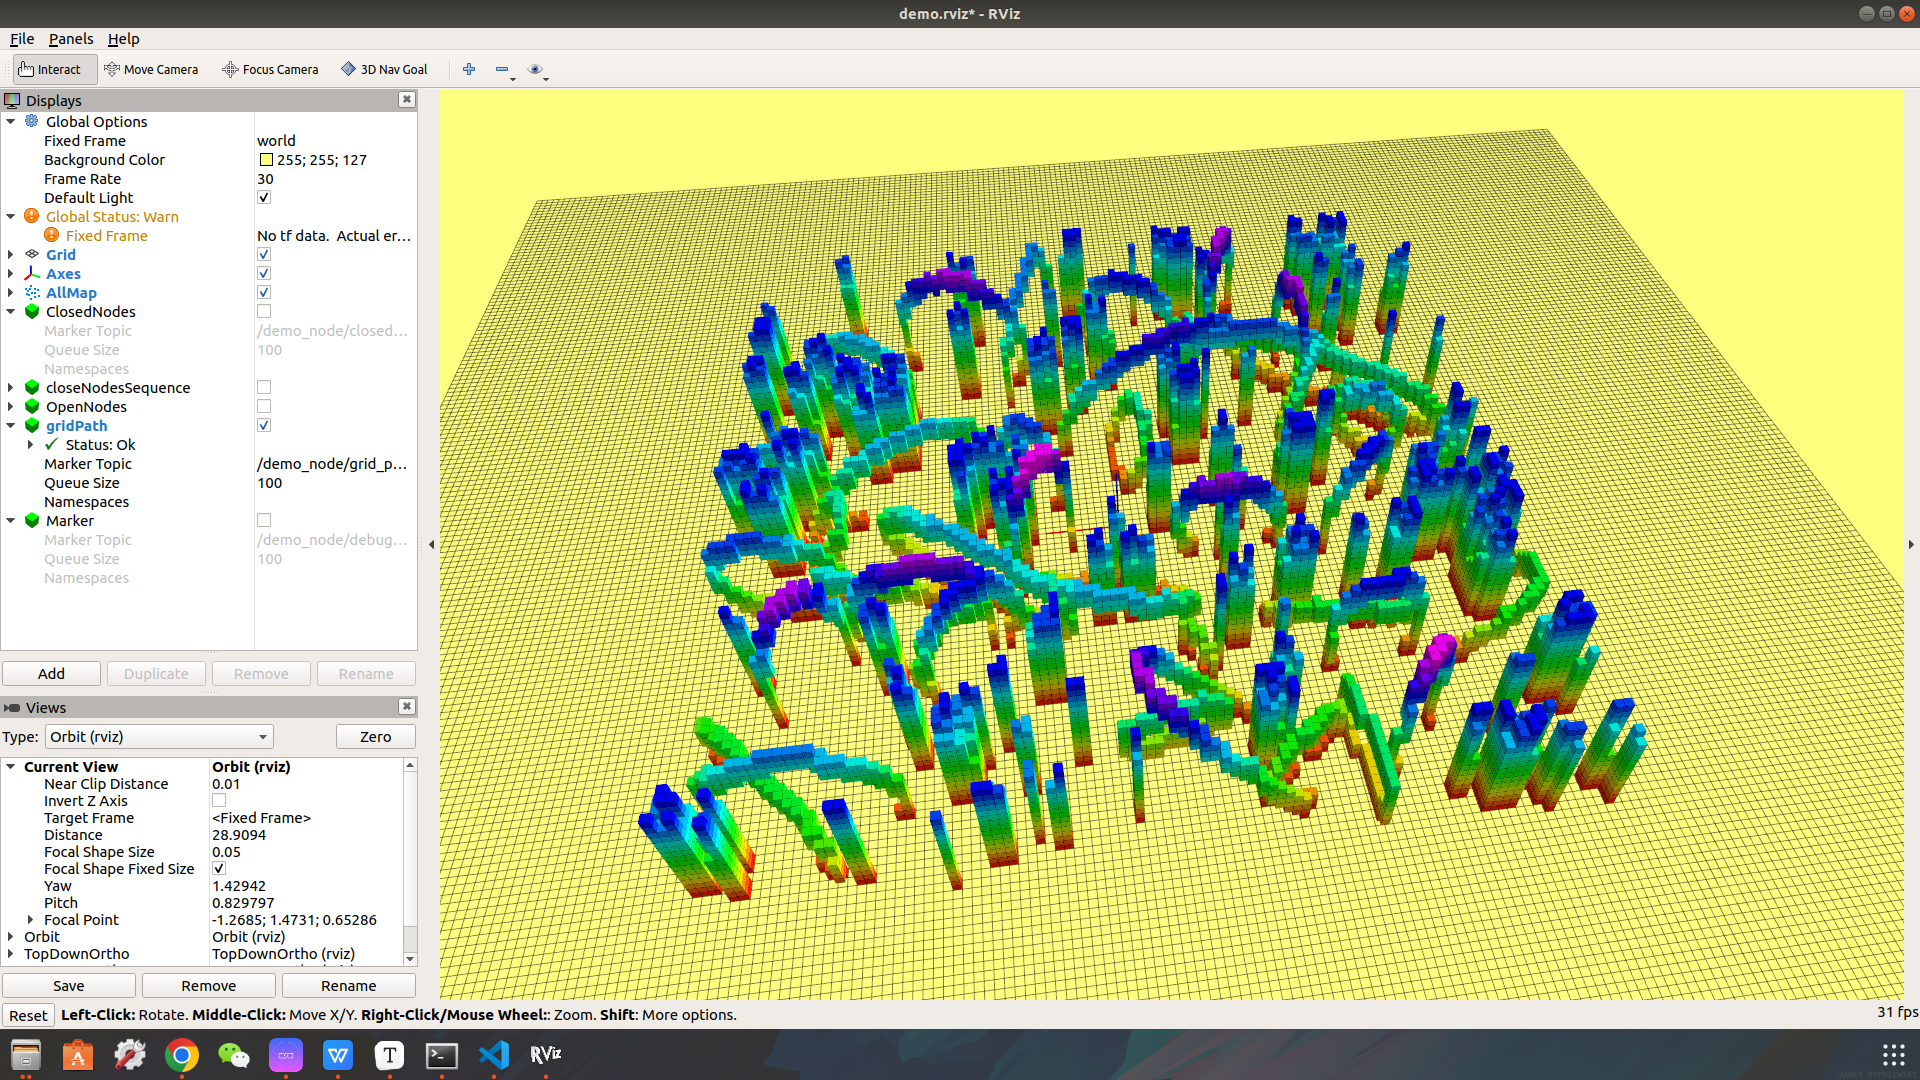 demo.rviz* - RViz
File Panels Help
Interact Move Camera Focus Camera 3D Nav Goal
Displays
Global Options
Fixed Frame world
Background Color 255; 255; 127
Frame Rate 30
Default Light
Global Status: Warn
Fixed Frame No tf data. Actual er...
Grid
Axes
AllMap
ClosedNodes
Marker Topic /demo_node/closed...
Queue Size 100
Namespaces
closeNodesSequence
OpenNodes
gridPath
Status: Ok
Marker Topic /demo_node/grid_p...
Queue Size 100
Namespaces
Marker
Marker Topic /demo_node/debug...
Queue Size 100
Namespaces
Add Duplicate Remove Rename
Views
Type: Orbit (rviz) Zero
Current View Orbit (rviz)
Near Clip Distance 0.01
Invert Z Axis
Target Frame <Fixed Frame>
Distance 28.9094
Focal Shape Size 0.05
Focal Shape Fixed Size
Yaw 1.42942
Pitch 0.829797
Focal Point -1.2685; 1.4731; 0.65286
Orbit Orbit (rviz)
TopDownOrtho TopDownOrtho (rviz)
Save Remove Rename
Reset Left-Click: Rotate. Middle-Click: Move X/Y. Right-Click/Mouse Wheel:: Zoom. Shift: More options. 31 fps
RViz